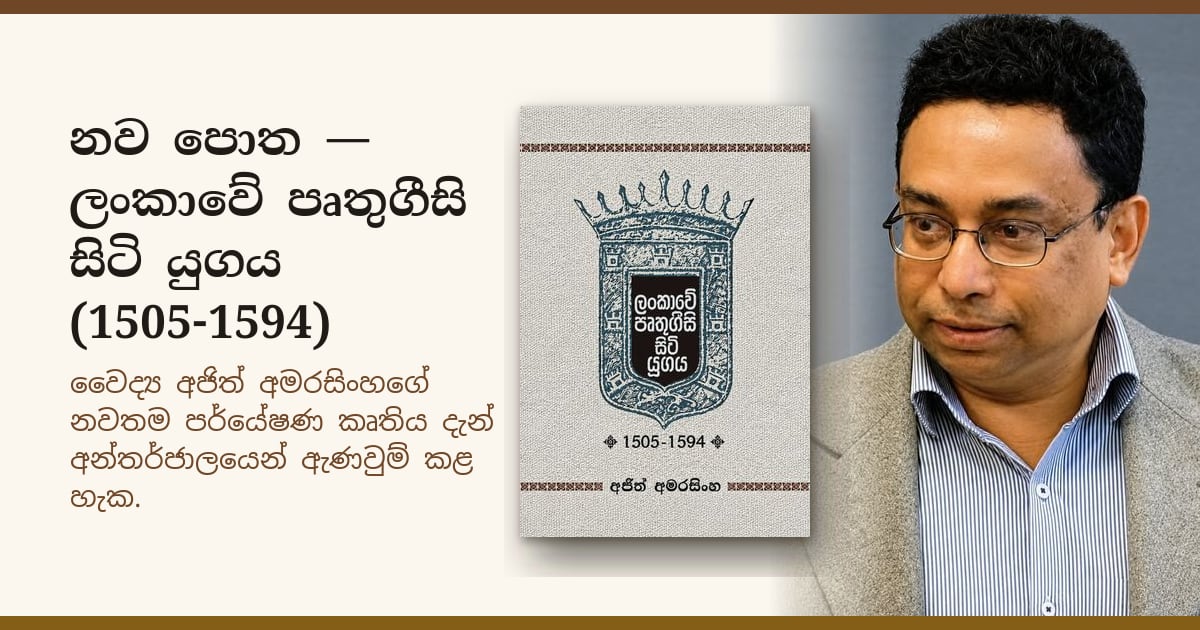 නව පොත —
ලංකාවේ පෘතුගීසි
සිටි යුගය
(1505-1594)
වෛද්‍ය අජිත් අමරසිංහගේ
නවතම පර්යේෂණ කෘතිය දැන්
අන්තර්ජාලයෙන් ඇණවුම් කළ
හැක.
ලංකාවේ
පෘතුගීසි
සිටි
යුගය
1505-1594
අජිත් අමරසිංහ